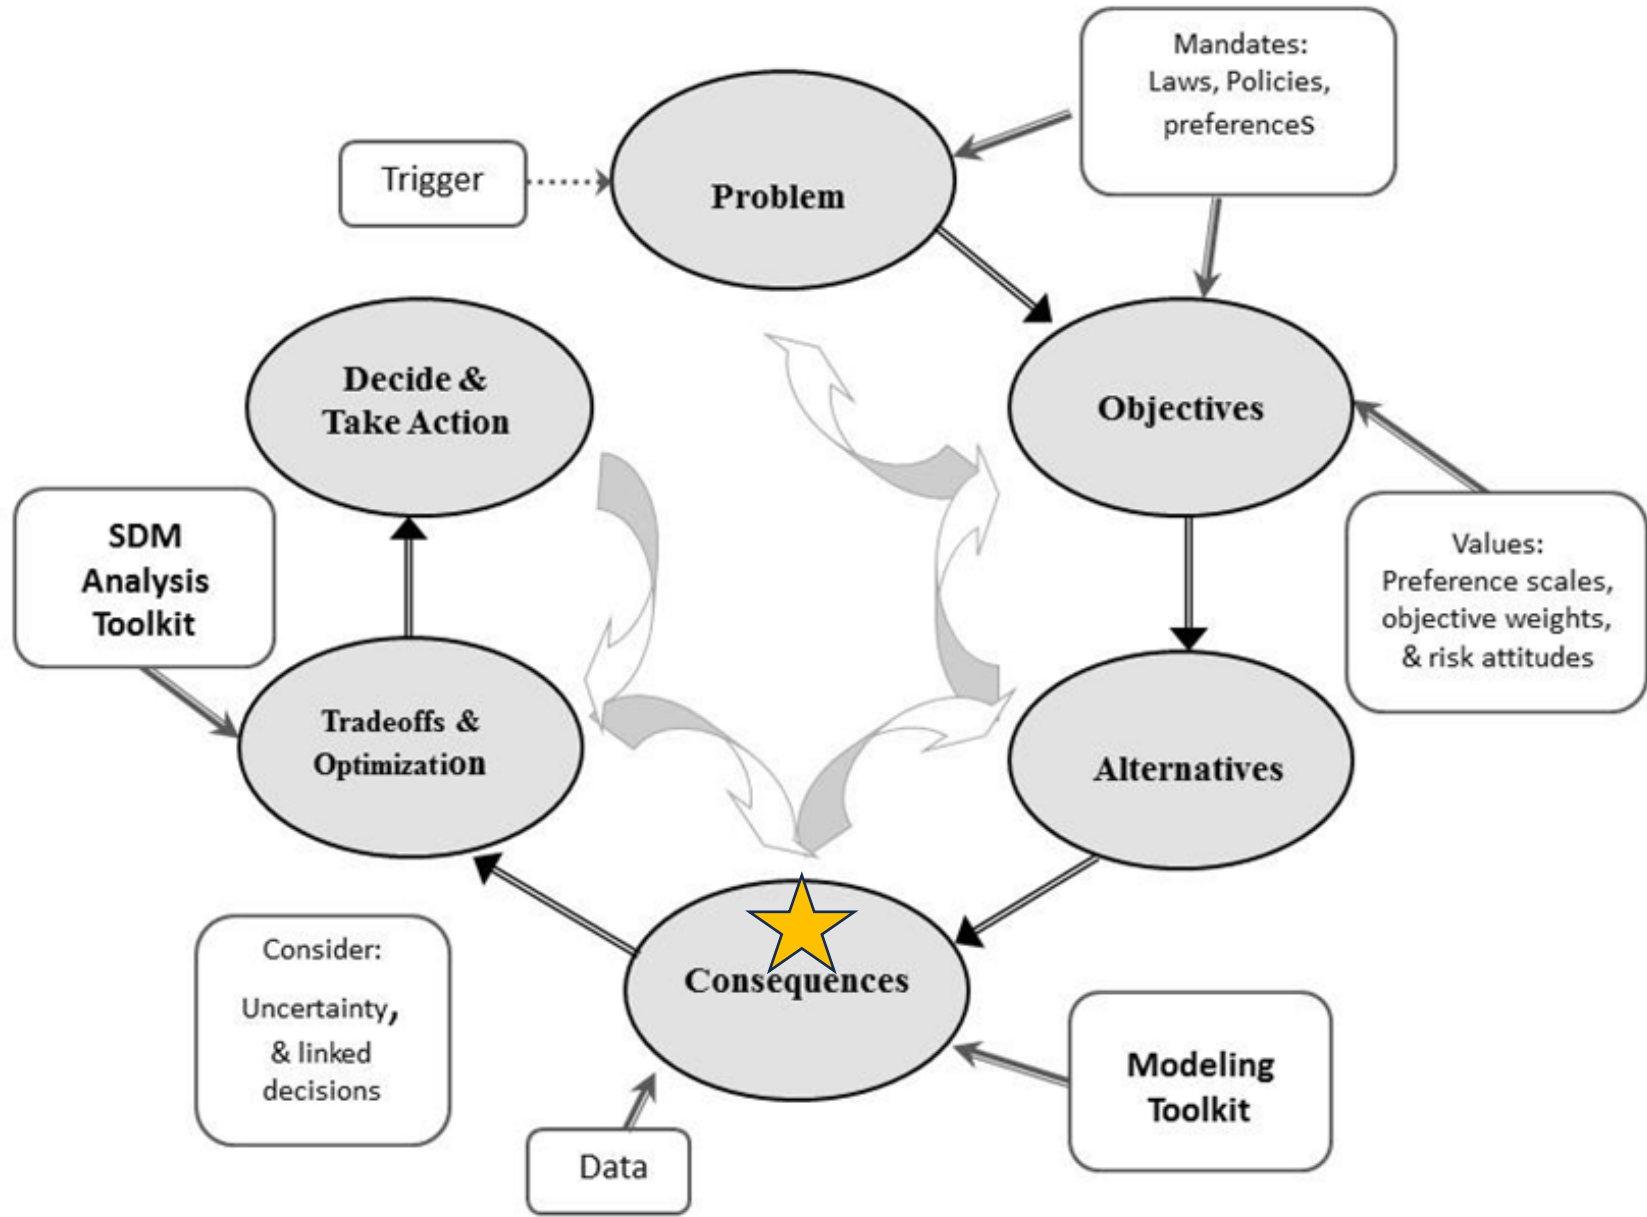 Mandates:
Laws, Policies,
preferences
Trigger
Problem
Decide &
Take Action
Objectives
SDM
Analysis
Toolkit
Values:
Preference scales,
objective weights,
& risk attitudes
Tradeoffs &
Optimization
Alternatives
Consider:
Uncertainty,
& linked
decisions
Consequences
Modeling
Toolkit
Data